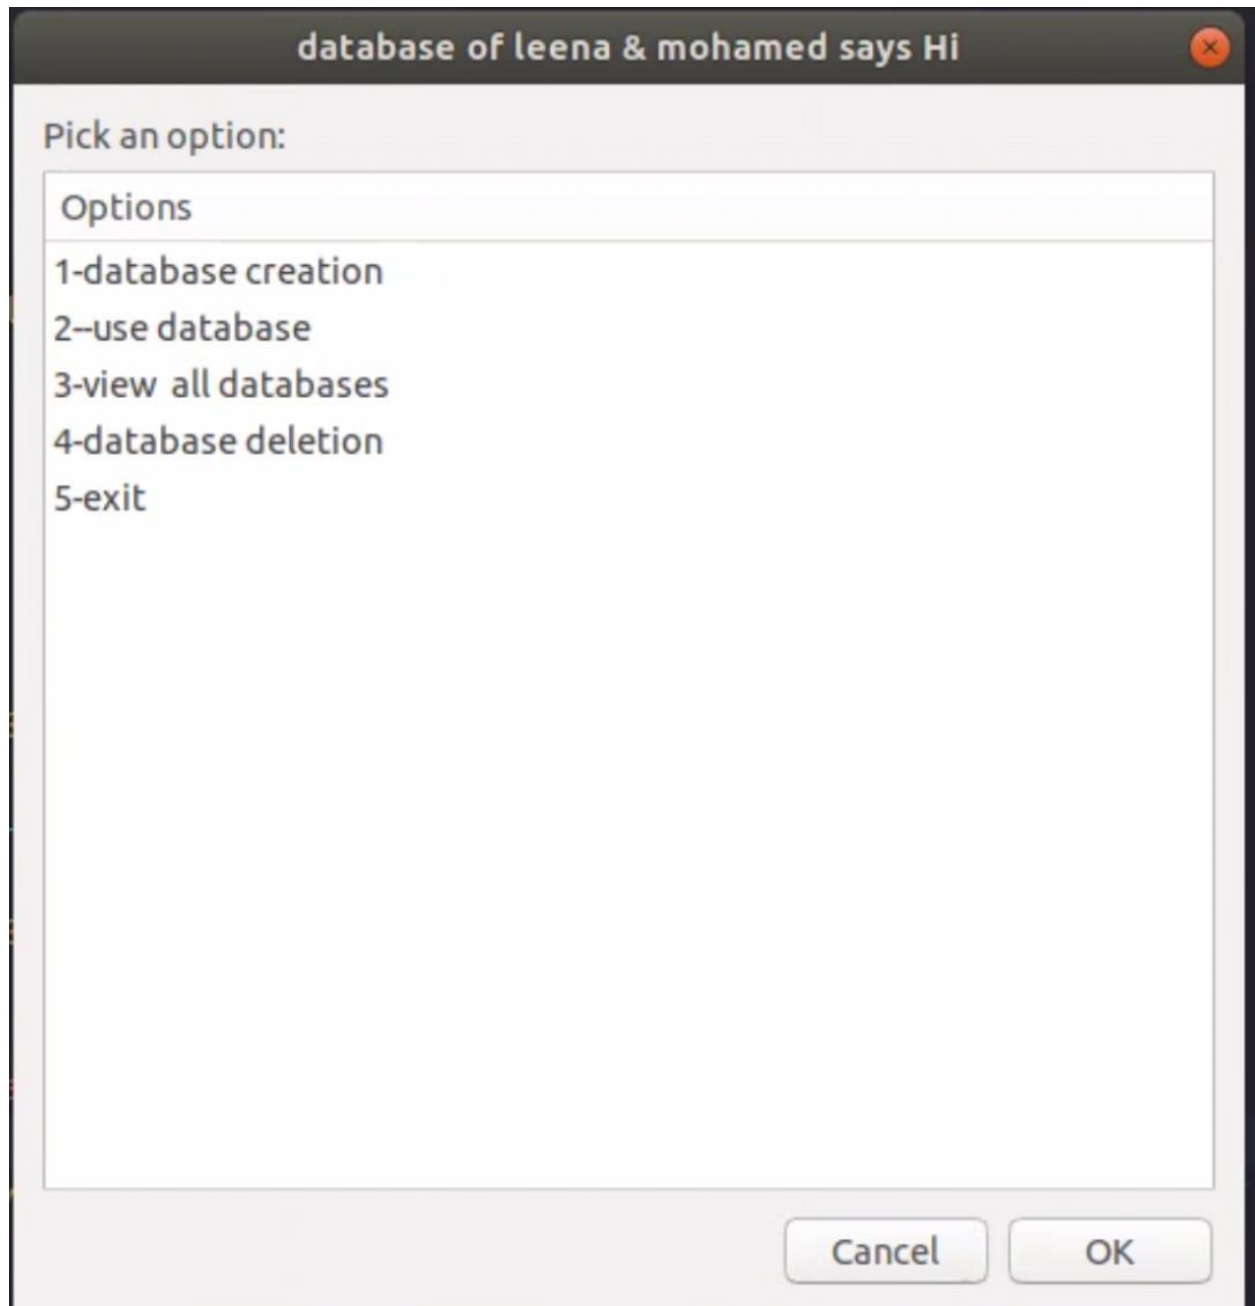 database of leena & mohamed says Hi
Pick an option:
Options
1-database creation
2--use database
3-view  all databases
4-database deletion
5-exit
Cancel OK